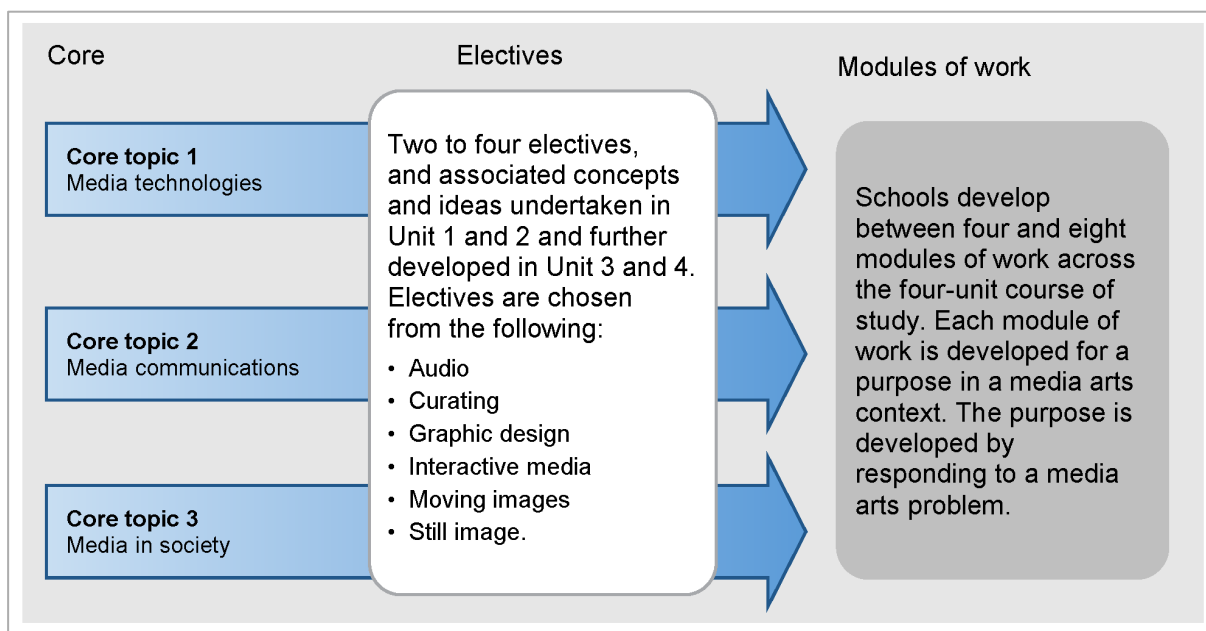 Core
Electives
Modules of work
Core topic 1
Media technologies
Core topic 2
Media communications
Core topic 3
Media in society
Two to four electives,
and associated concepts
and ideas undertaken in
Unit 1 and 2 and further
developed in Unit 3 and 4.
Electives are chosen
from the following:
• Audio
• Curating
• Graphic design
• Interactive media
• Moving images
• Still image.
Schools develop
between four and eight
modules of work across
the four-unit course of
study. Each module of
work is developed for a
purpose in a media arts
context. The purpose is
developed by
responding to a media
arts problem.